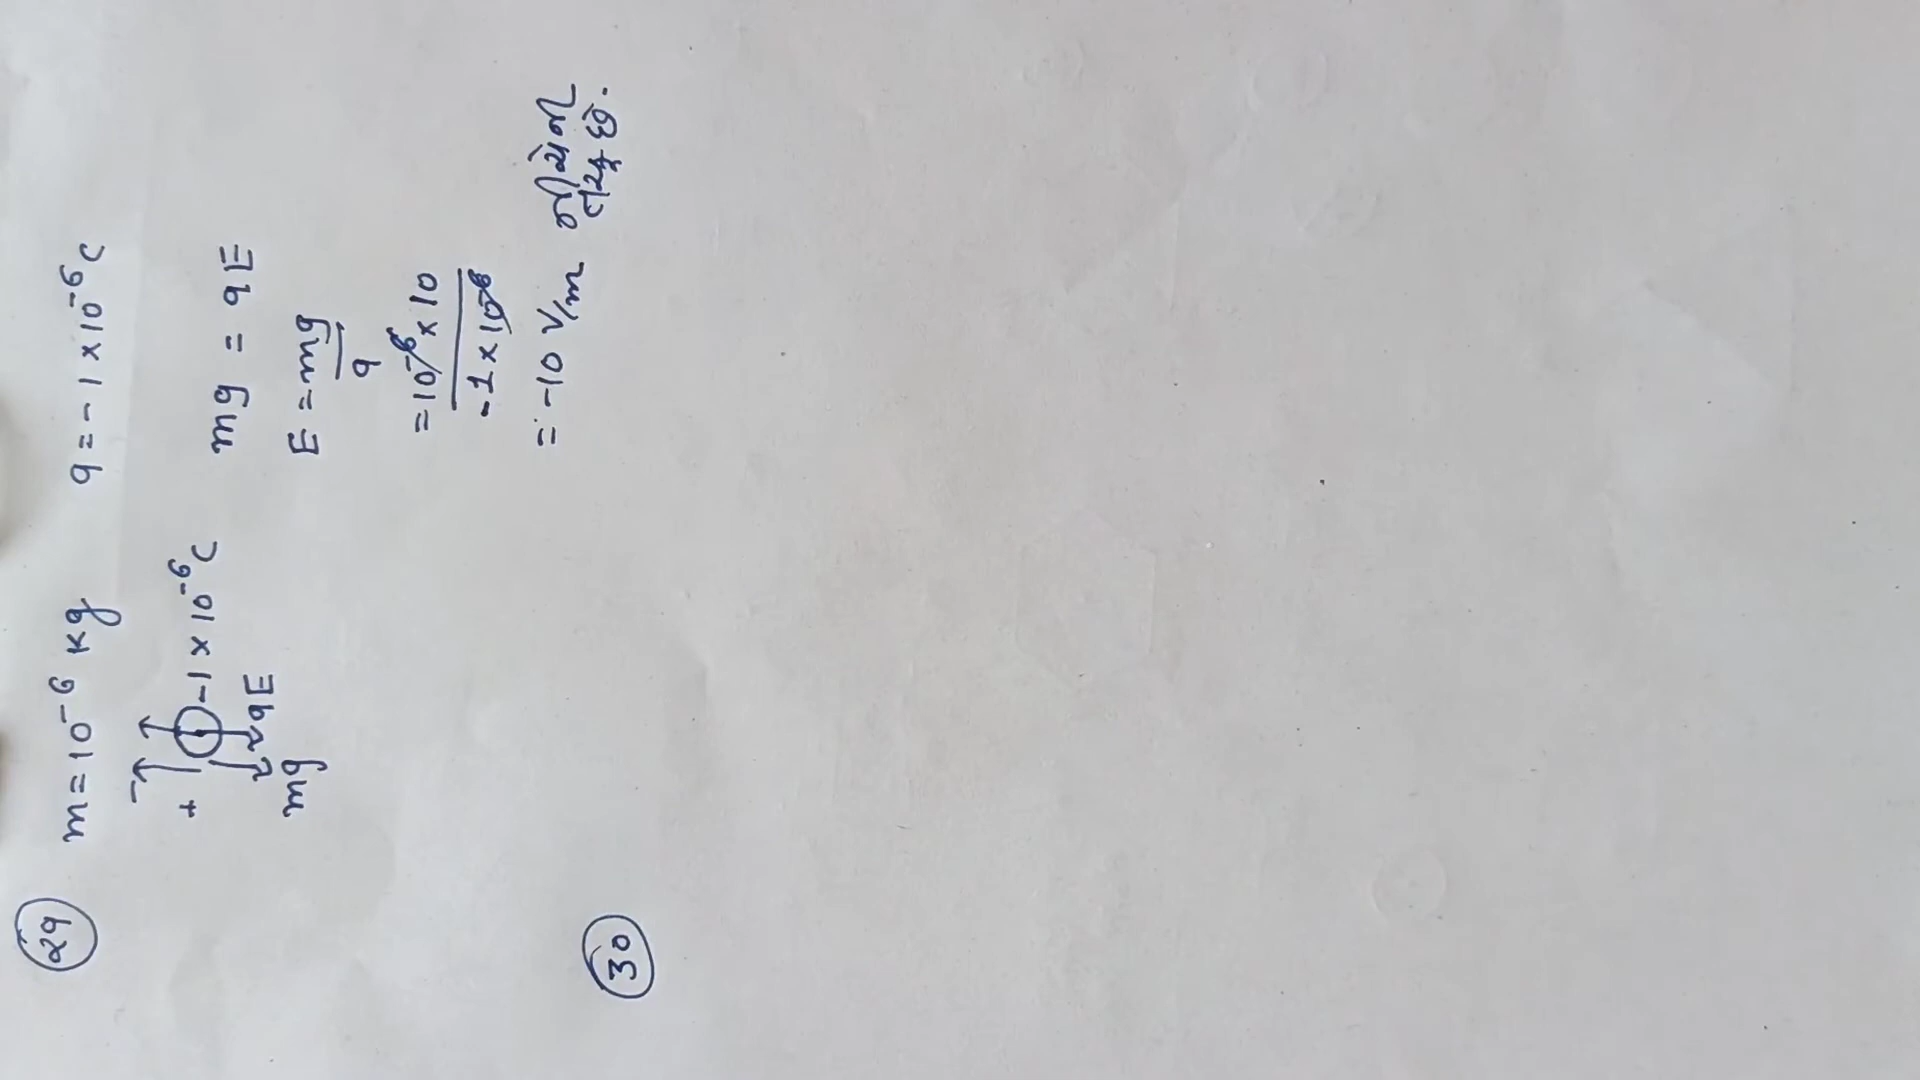 29 m = 10⁻⁶ kg q = -1 × 10⁻⁶ C
-
+ -1 × 10⁻⁶ C
qE
mg
mg = qE
E = mg/q
= 10⁻⁶ × 10 / -1 × 10⁻⁶
= -10 V/m
30